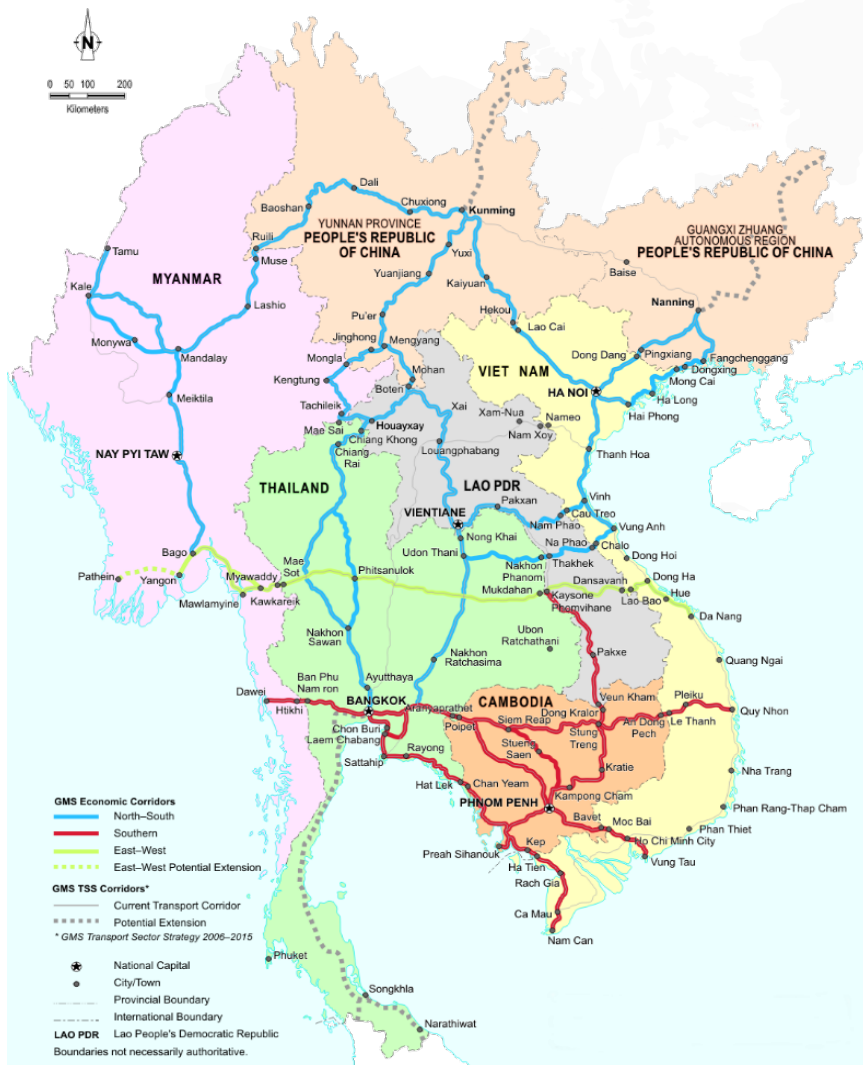 N
0 50 100 200
Kilometers
Dali
Baoshan
Chuxiong
Kunming
YUNNAN PROVINCE
PEOPLE'S REPUBLIC
OF CHINA
GUANGXI ZHUANG
AUTONOMOUS REGION
PEOPLE'S REPUBLIC OF CHINA
Ruili
Muse
Tamu
MYANMAR
Yuxi
Yuanjiang
Kaiyuan
Baise
Kale
Lashio
Nanning
Pu'er
Hekou
Lao Cai
Monywa
Mandalay
Jinghong
Mengyang
Dong Dang
Pingxiang
Fangchenggang
Dongxing
Mong Cai
Mongla
Mohan
VIET NAM
Kengtung
Boten
HA NOI
Ha Long
Hai Phong
Meiktila
Tachileik
Xai
Xam-Nua
Nameo
Mae Sai
Houayxay
Nam Xoy
Chiang Khong
Chiang
Rai
Louangphabang
Thanh Hoa
NAY PYI TAW
THAILAND
LAO PDR
Pakxan
Vinh
VIENTIANE
Cau Treo
Nam Phao
Vung Anh
Nong Khai
Na Phao
Chalo
Bago
Udon Thani
Thakhek
Dong Hoi
Mae
Sot
Nakhon
Phanom
Pathein
Yangon
Myawaddy
Phitsanulok
Mukdahan
Dansavanh
Dong Ha
Kaysone
Phomvihane
Lao Bao
Hue
Mawlamyine
Kawkareik
Da Nang
Nakhon
Sawan
Ubon
Ratchathani
Pakxe
Quang Ngai
Nakhon
Ratchasima
Ban Phu
Nam ron
Ayutthaya
Dawei
Htikhi
BANGKOK
Aranyaprathet
CAMBODIA
Veun Kham
Pleiku
Poipet
Siem Reap
Dong Kralor
Quy Nhon
Chon Buri
Laem Chabang
Stung
Treng
An Dong
Pech
Le Thanh
Stueng
Saen
Rayong
Sattahip
Kratie
Nha Trang
Hat Lek
Chan Yeam
Kampong Cham
PHNOM PENH
Bavet
Moc Bai
Phan Rang-Thap Cham
Phan Thiet
Ho Chi Minh City
Preah Sihanouk
Kep
Vung Tau
Ha Tien
Rach Gia
Ca Mau
Nam Can
Phuket
Songkhla
Narathiwat
GMS Economic Corridors
North–South
Southern
East–West
East–West Potential Extension
GMS TSS Corridors*
Current Transport Corridor
Potential Extension
* GMS Transport Sector Strategy 2006–2015
National Capital
City/Town
Provincial Boundary
International Boundary
LAO PDR Lao People's Democratic Republic
Boundaries not necessarily authoritative.